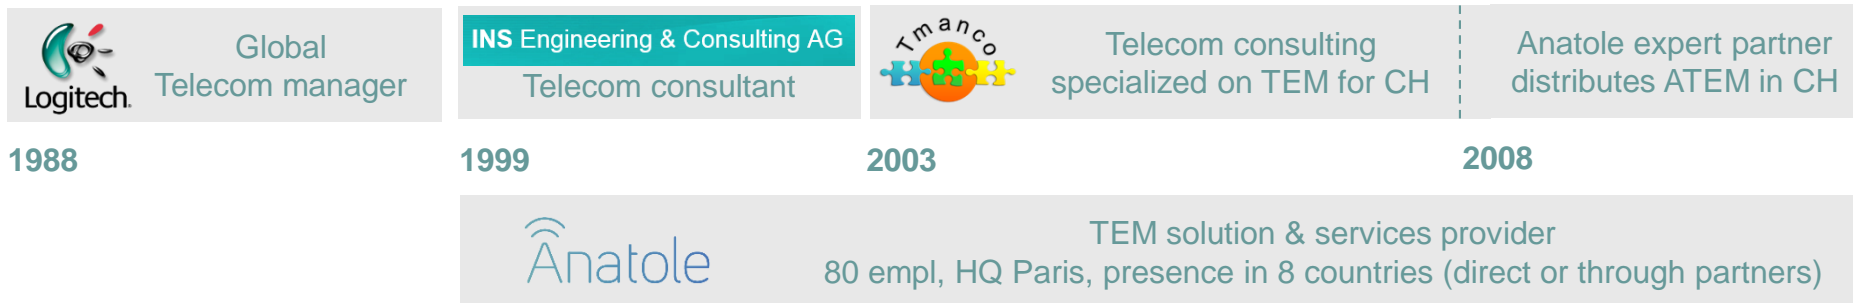 Logitech.
Global
Telecom manager
INS Engineering & Consulting AG
Telecom consultant
Tmanco
Telecom consulting
specialized on TEM for CH
Anatole expert partner
distributes ATEM in CH
1988
1999
2003
2008
Anatole
TEM solution & services provider
80 empl, HQ Paris, presence in 8 countries (direct or through partners)